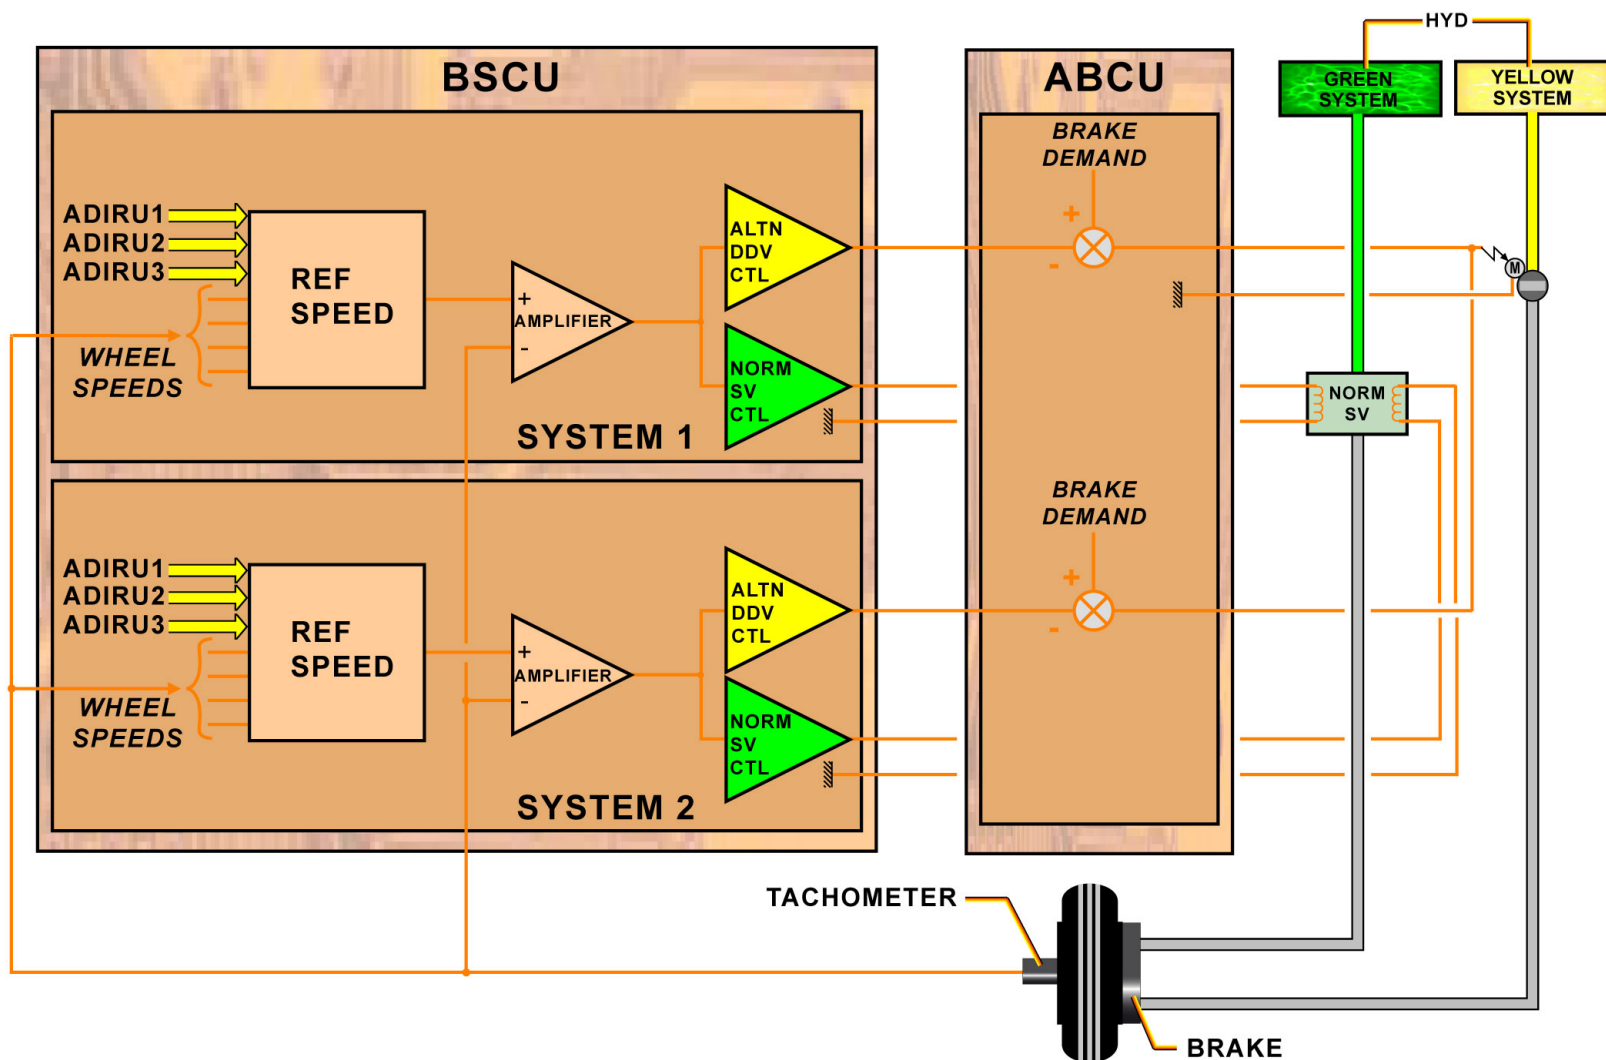 HYD
BSCU
ABCU
GREEN
SYSTEM
YELLOW
SYSTEM
ADIRU1
ADIRU2
ADIRU3
REF
SPEED
WHEEL
SPEEDS
+
AMPLIFIER
-
ALTN
DDV
CTL
NORM
SV
CTL
SYSTEM 1
BRAKE
DEMAND
+
-
M
NORM
SV
ADIRU1
ADIRU2
ADIRU3
REF
SPEED
WHEEL
SPEEDS
+
AMPLIFIER
-
ALTN
DDV
CTL
NORM
SV
CTL
SYSTEM 2
BRAKE
DEMAND
+
-
TACHOMETER
BRAKE